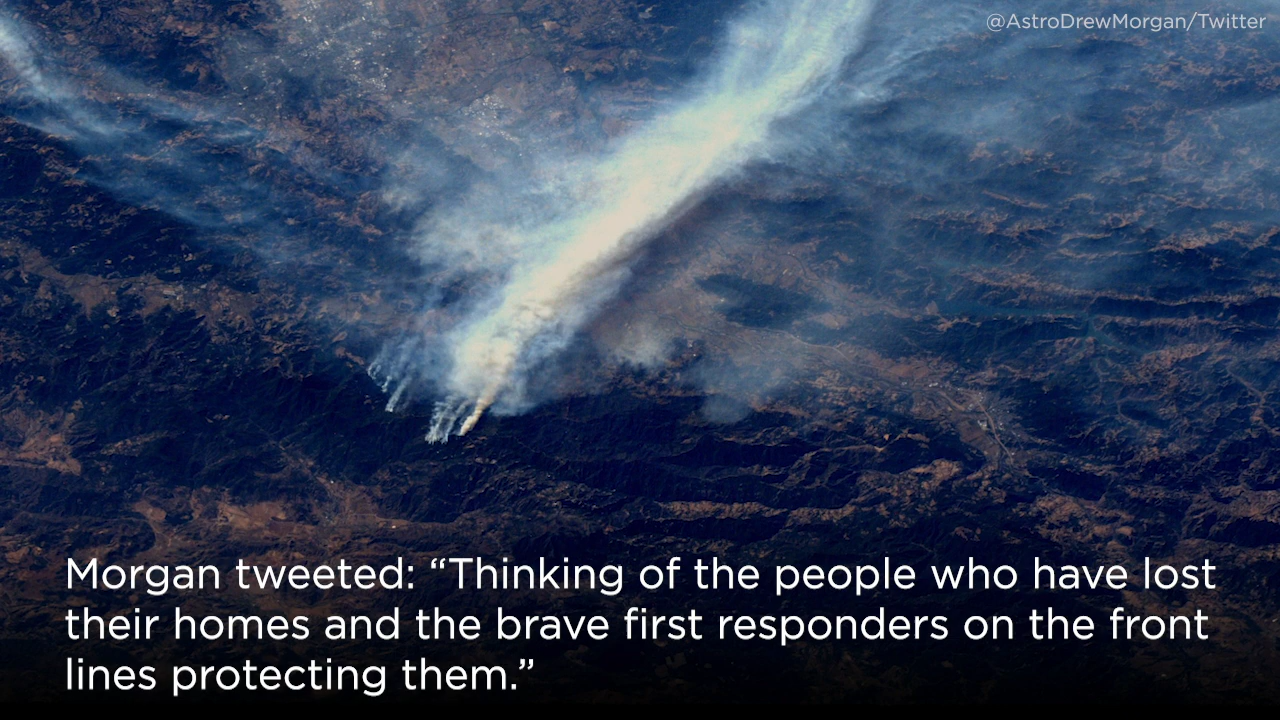 @AstroDrewMorgan/Twitter
Morgan tweeted: “Thinking of the people who have lost
their homes and the brave first responders on the front
lines protecting them.”